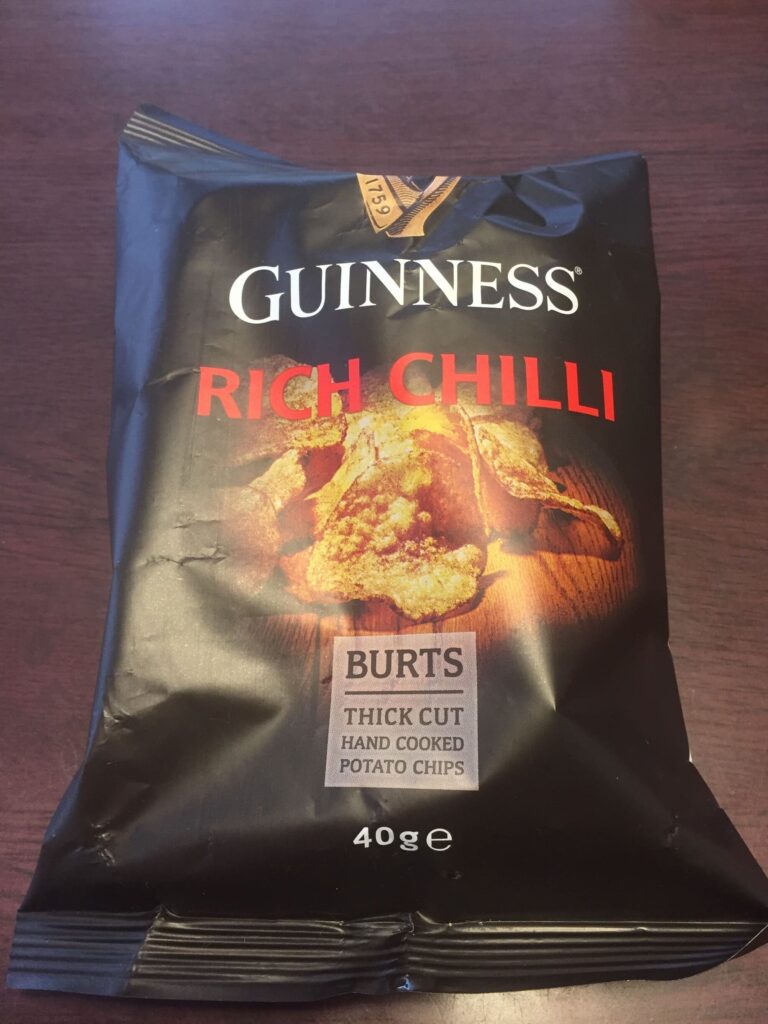 1759
GUINNESS®
RICH CHILLI
BURTS
THICK CUT
HAND COOKED
POTATO CHIPS
40g ℮